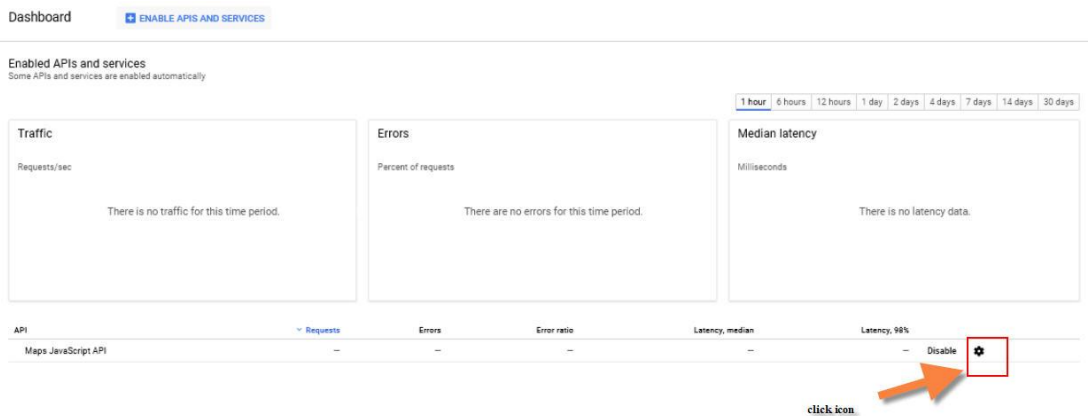 Dashboard ENABLE APIS AND SERVICES
Enabled APIs and services
Some APIs and services are enabled automatically
1 hour 6 hours 12 hours 1 day 2 days 4 days 7 days 14 days 30 days
Traffic
Requests/sec
There is no traffic for this time period.
Errors
Percent of requests
There are no errors for this time period.
Median latency
Milliseconds
There is no latency data.
API Requests Errors Error ratio Latency, median Latency, 98%
Maps JavaScript API – – – – – Disable
click icon